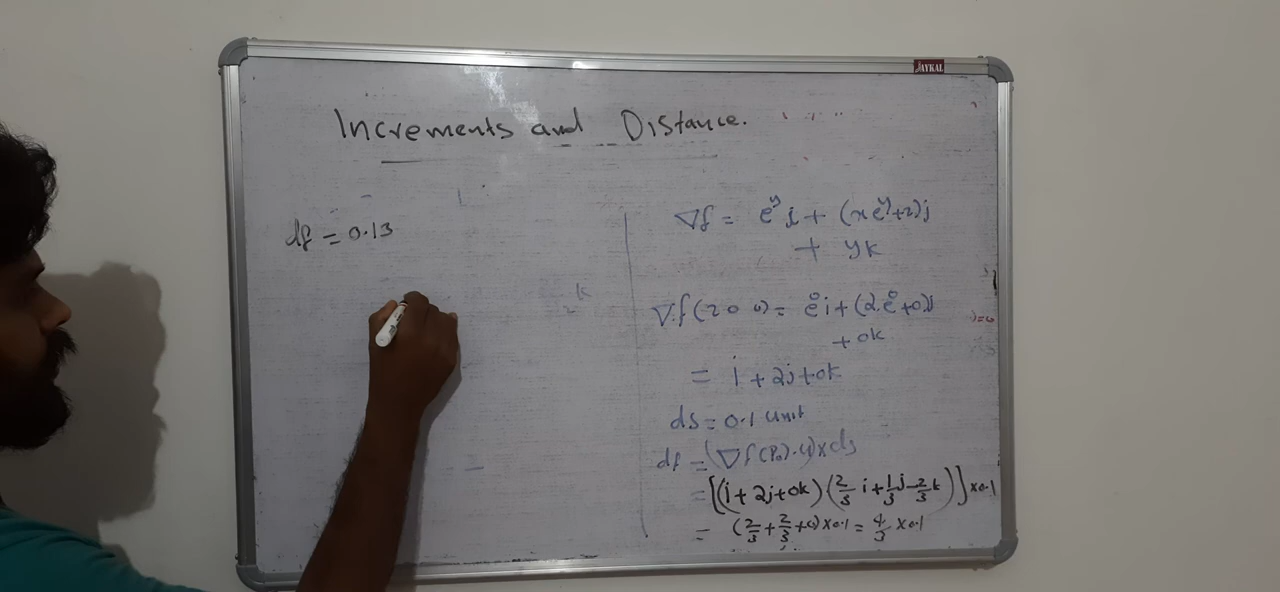 JAYKAL
Increments and Distance.
df = 0.13
∇f = e^y i + (xe^y+z)j
+ yk
∇f(2 0 0) = e^0 i + (2.e^0+0)j
+ 0k
= i + 2j + 0k
ds = 0.1 unit
df = (∇f(P₀).u) x ds
= [(i + 2j + 0k) (2/3 i + 1/3 j - 2/3 k)] x 0.1
= (2/3 + 2/3 + 0) x 0.1 = 4/3 x 0.1
k
)=0